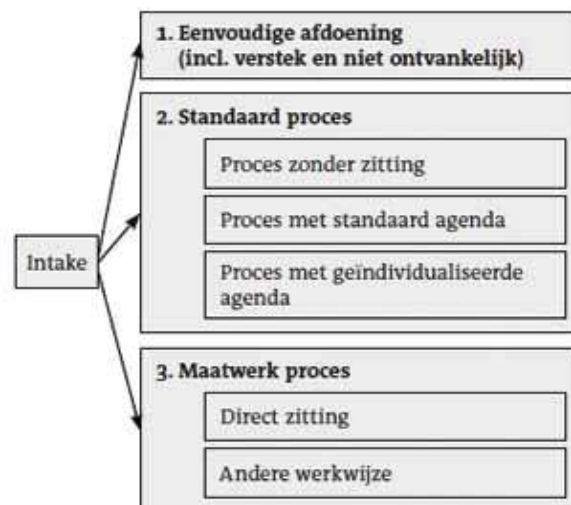 1. Eenvoudige afdoening
(incl. verstek en niet ontvankelijk)
2. Standaard proces
Proces zonder zitting
Proces met standaard agenda
Proces met geïndividualiseerde
agenda
Intake
3. Maatwerk proces
Direct zitting
Andere werkwijze